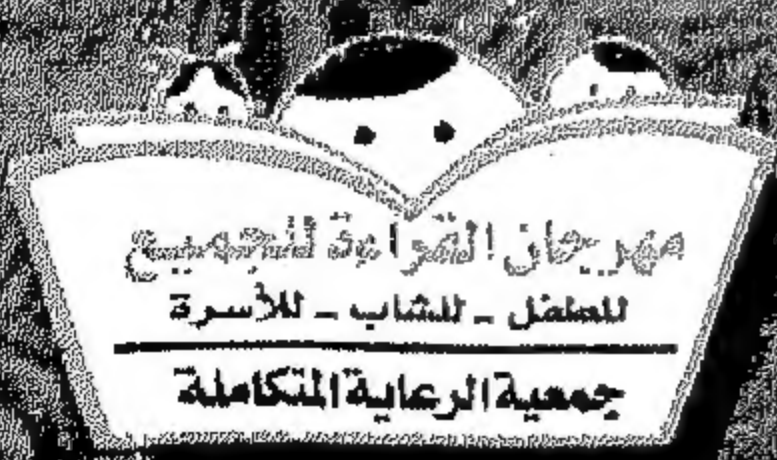 مهرجان القراءة للجميع
للطفل - للشاب - للأسرة
جمعية الرعاية المتكاملة